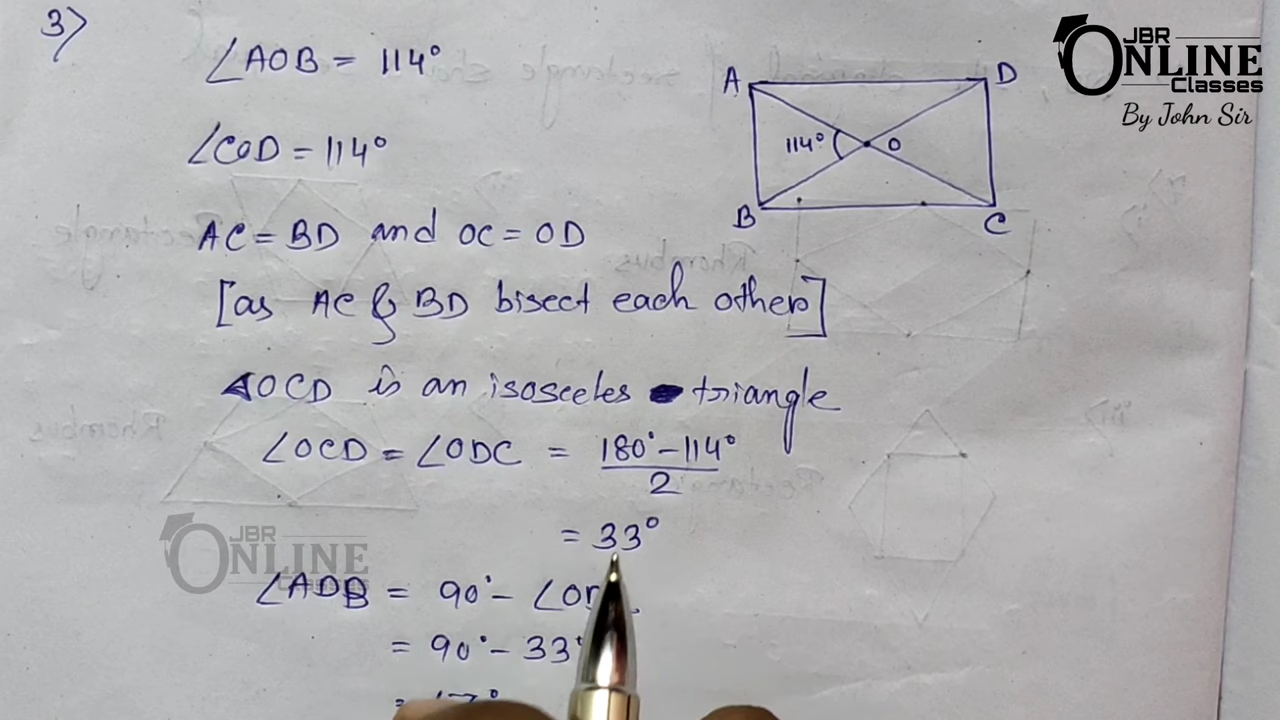 3)
∠AOB = 114°
∠COD = 114°
AC = BD and OC = OD
[as AC & BD bisect each other]
OCD is an isosceles triangle
∠OCD = ∠ODC = 180° - 114°
2
= 33°
∠ADB = 90° -
= 90° - 33°
A
D
114°
O
B
C
JBR
ONLINE
Classes
By John Sir
JBR
ONLINE
Classes